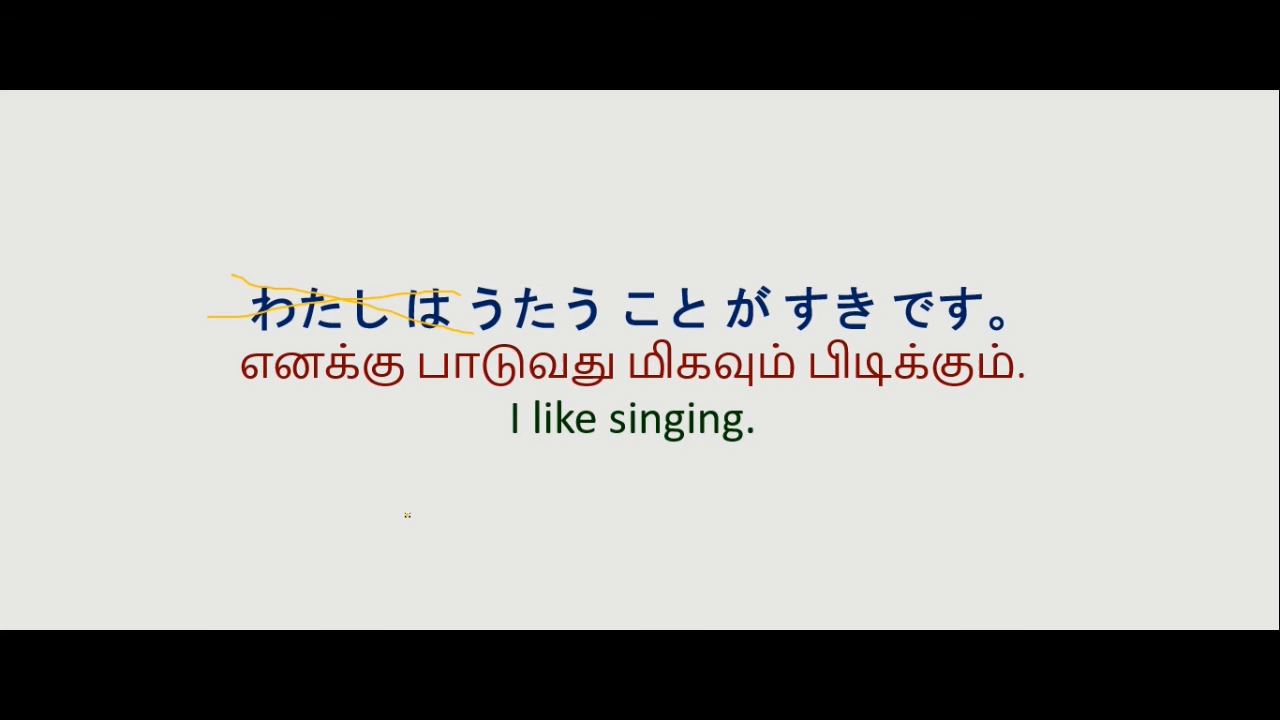 わたし は うたう こと が すき です。
எனக்கு பாடுவது மிகவும் பிடிக்கும்.
I like singing.